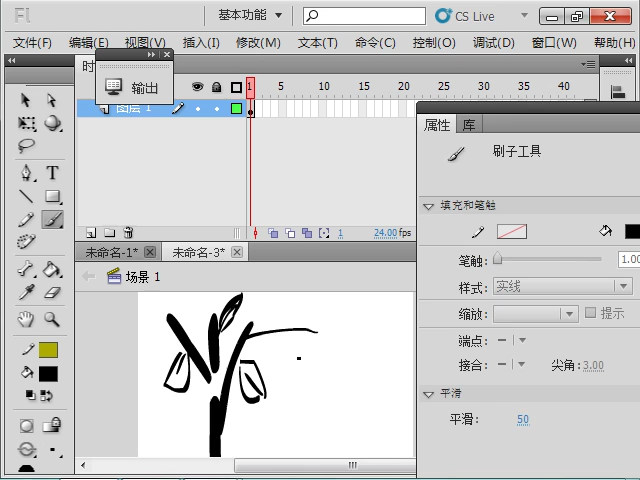 Fl 基本功能 CS Live
文件(F) 编辑(E) 视图(V) 插入(I) 修改(M) 文本(T) 命令(C) 控制(O) 调试(D) 窗口(W) 帮助(H)
时
输出
1 5 10 15 20 25 30 35 40
图层 1
属性 库
刷子工具
填充和笔触
1 24.00 fps
未命名-1* 未命名-3*
笔触: 1.00
场景 1
样式: 实线
缩放: 提示
端点:
接合: 尖角: 3.00
平滑
平滑: 50